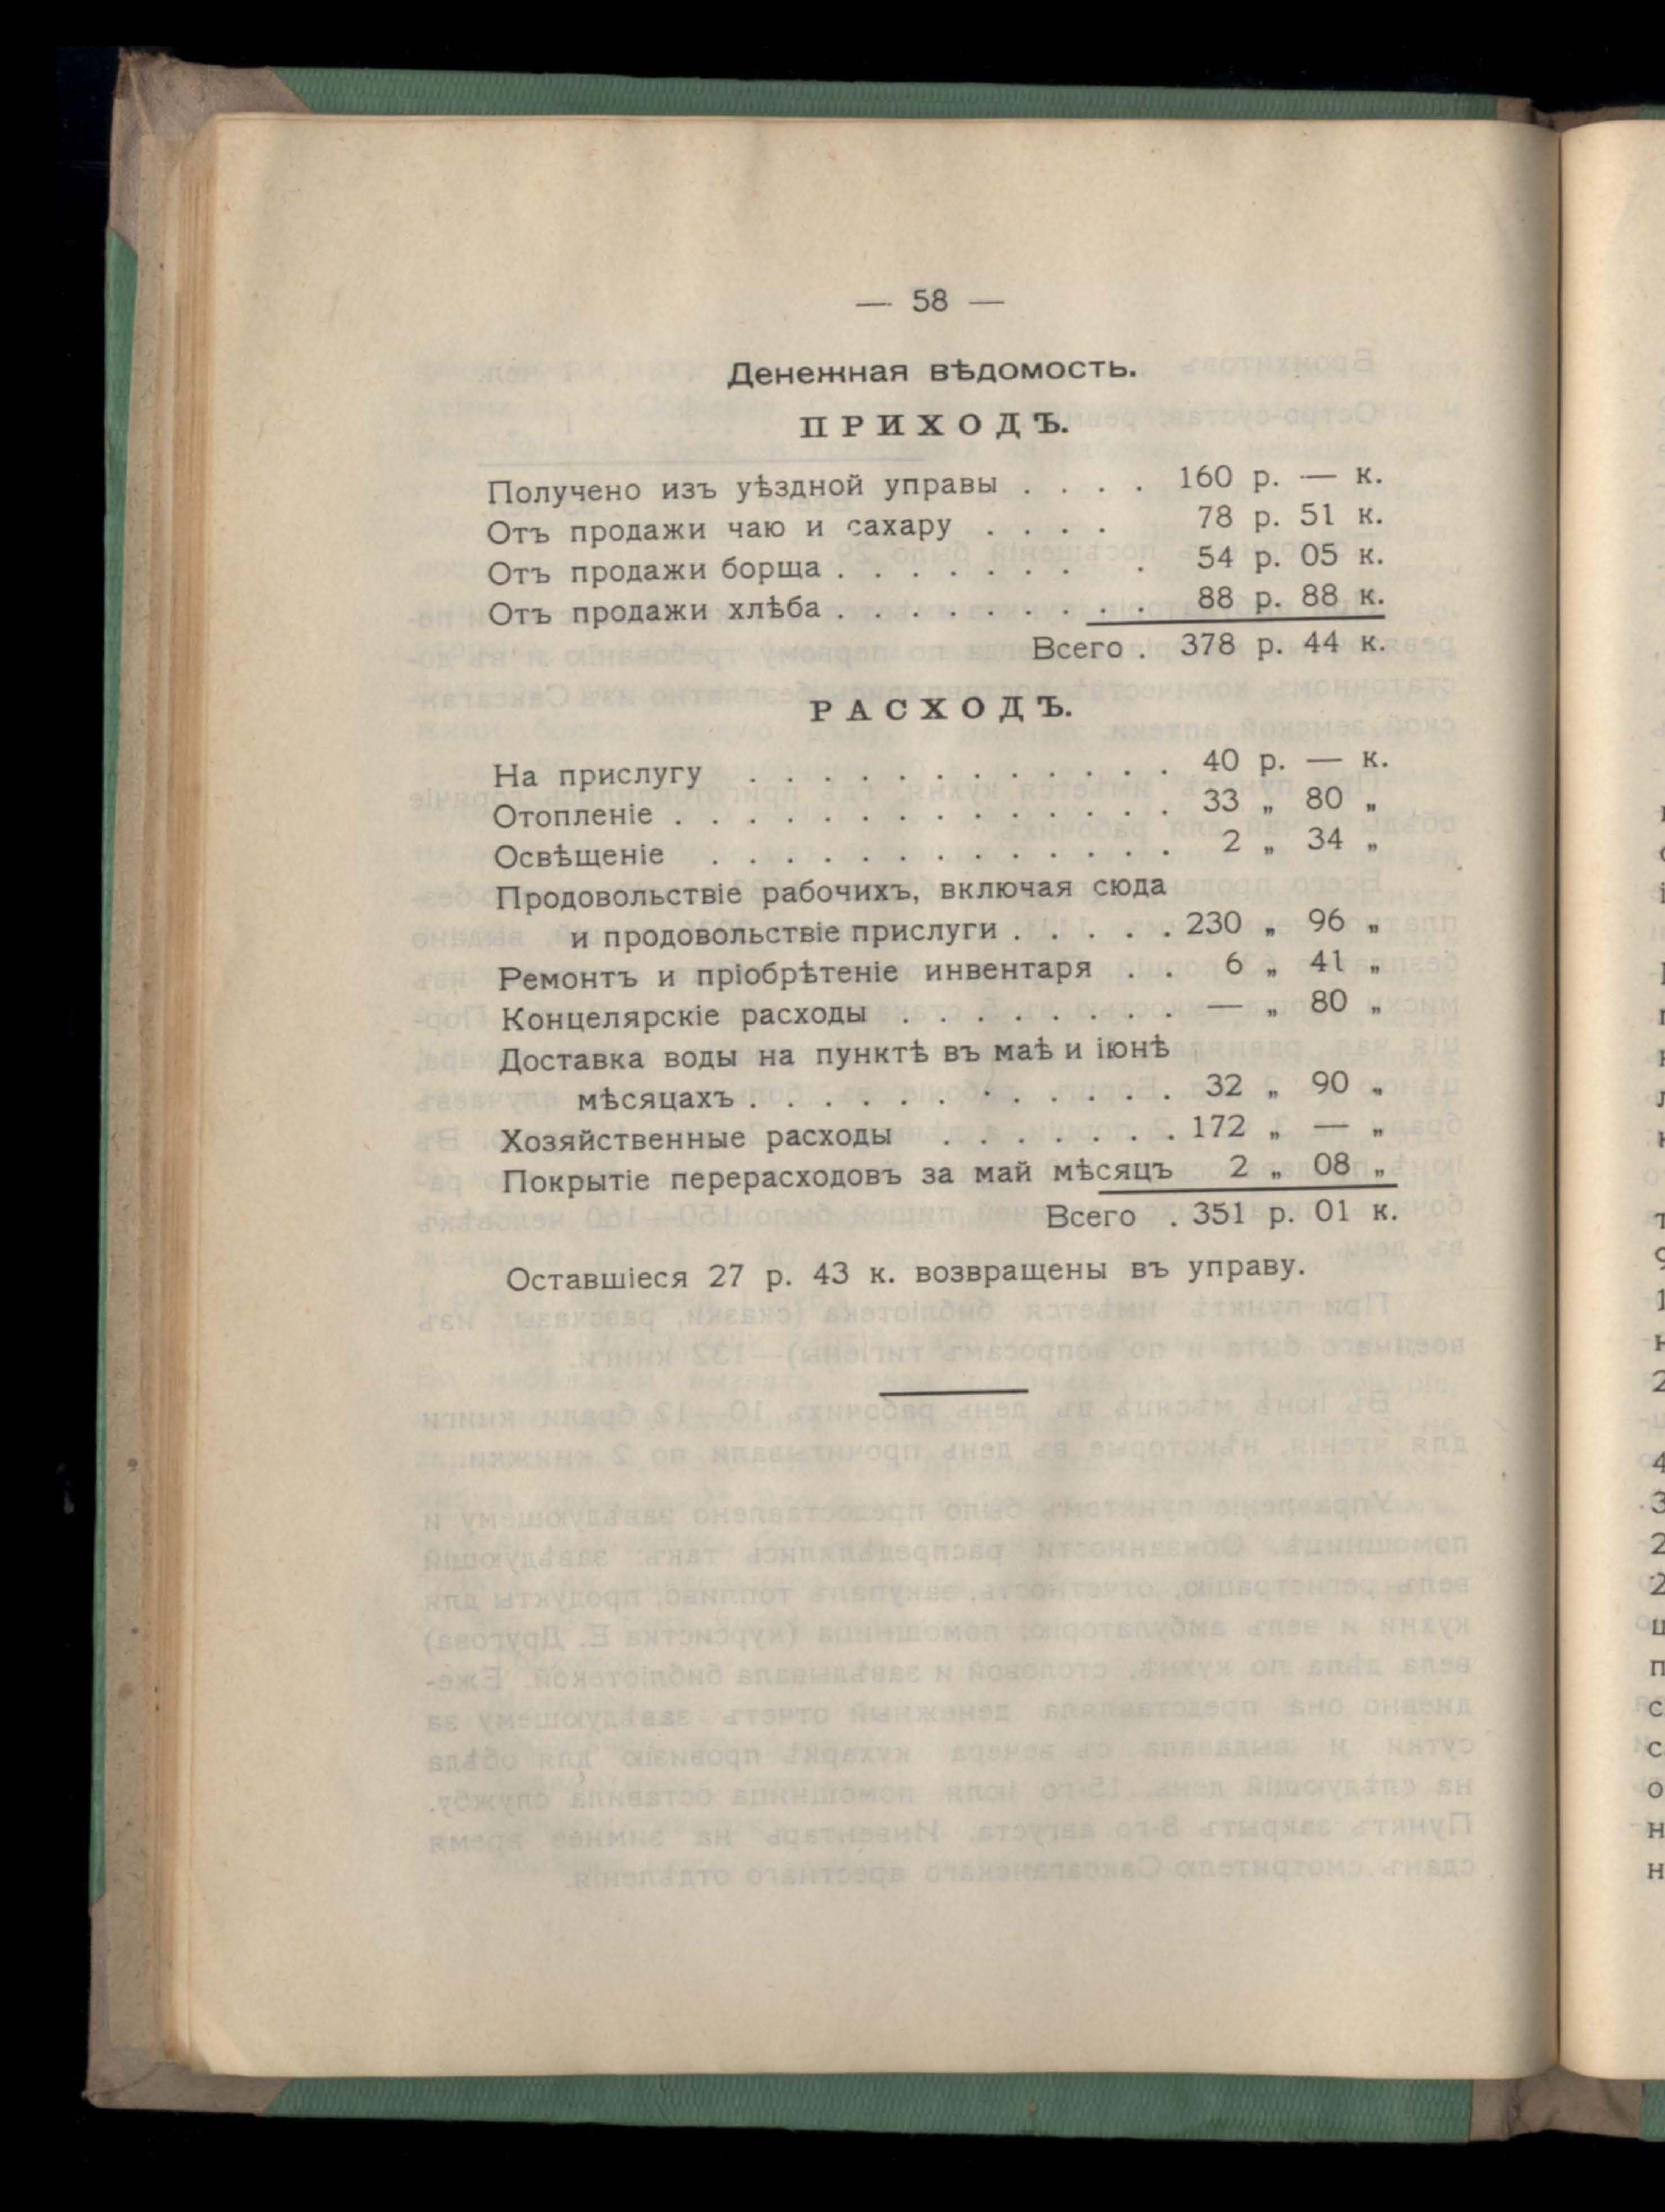 — 58 —
Денежная вѣдомость.
ПРИХОДЪ.
Получено изъ уѣздной управы . . . . 160 р. — к.
Отъ продажи чаю и сахару . . . . 78 р. 51 к.
Отъ продажи борща . . . . . . . . 54 р. 05 к.
Отъ продажи хлѣба . . . . . . . . . 88 р. 88 к.
Всего . 378 р. 44 к.
РАСХОДЪ.
На прислугу . . . . . . . . . . . . 40 р. — к.
Отопленіе . . . . . . . . . . . . . . 33 „ 80 „
Освѣщеніе . . . . . . . . . . . . . 2 „ 34 „
Продовольствіе рабочихъ, включая сюда
и продовольствіе прислуги . . . . . 230 „ 96 „
Ремонтъ и пріобрѣтеніе инвентаря . . 6 „ 41 „
Концелярскіе расходы . . . . . . . . — „ 80 „
Доставка воды на пунктѣ въ маѣ и іюнѣ
мѣсяцахъ . . . . . . . . . . . . 32 „ 90 „
Хозяйственные расходы . . . . . . . 172 „ — „
Покрытіе перерасходовъ за май мѣсяцъ 2 „ 08 „
Всего . 351 р. 01 к.
Оставшіеся 27 р. 43 к. возвращены въ управу.